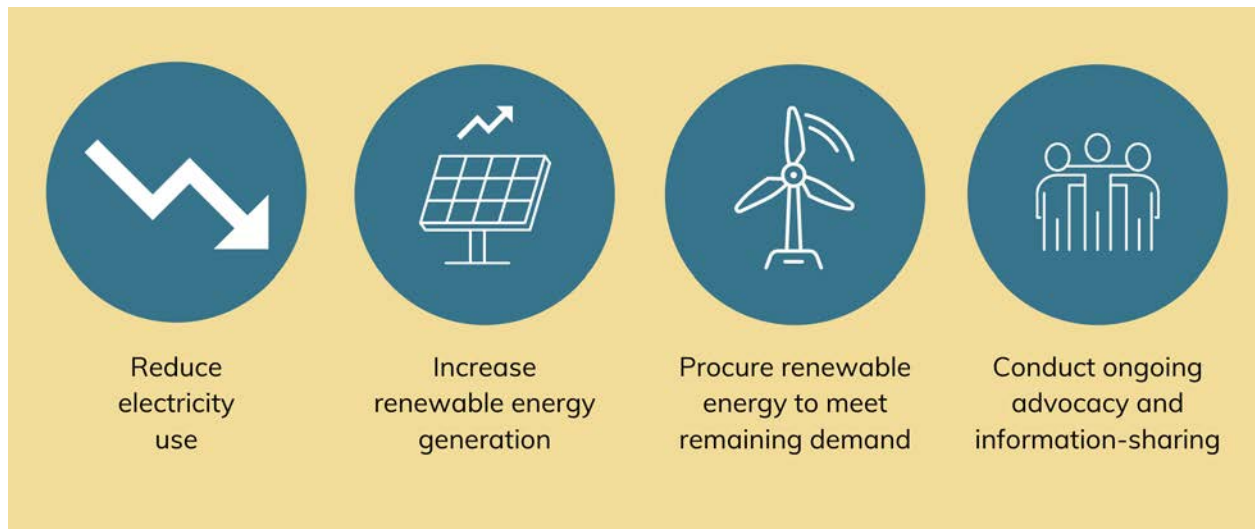 Reduce
electricity
use
Increase
renewable energy
generation
Procure renewable
energy to meet
remaining demand
Conduct ongoing
advocacy and
information-sharing